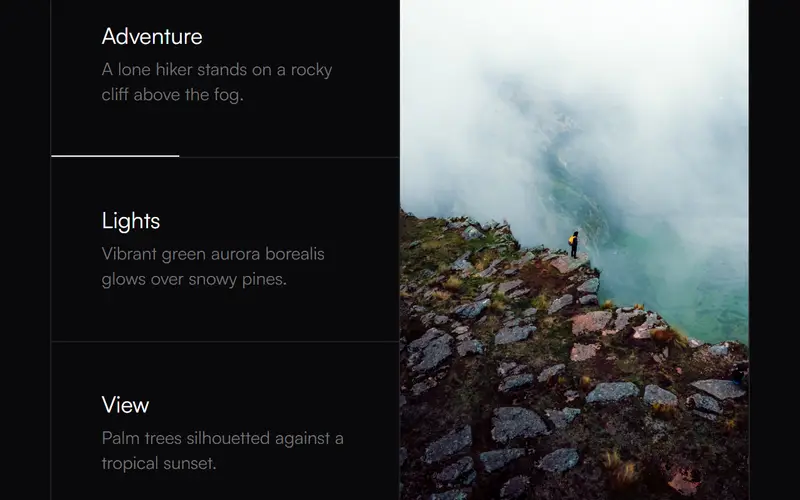 Adventure
A lone hiker stands on a rocky
cliff above the fog.
Lights
Vibrant green aurora borealis
glows over snowy pines.
View
Palm trees silhouetted against a
tropical sunset.